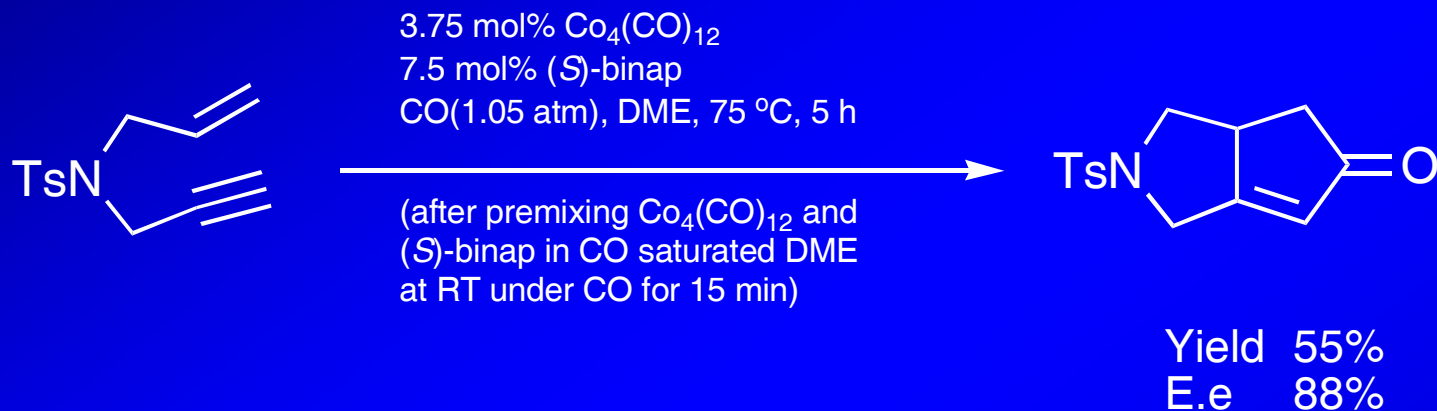 3.75 mol% Co₄(CO)₁₂
7.5 mol% (S)-binap
CO(1.05 atm), DME, 75 ºC, 5 h
TsN
(after premixing Co₄(CO)₁₂ and
(S)-binap in CO saturated DME
at RT under CO for 15 min)
TsN
O
Yield 55%
E.e 88%